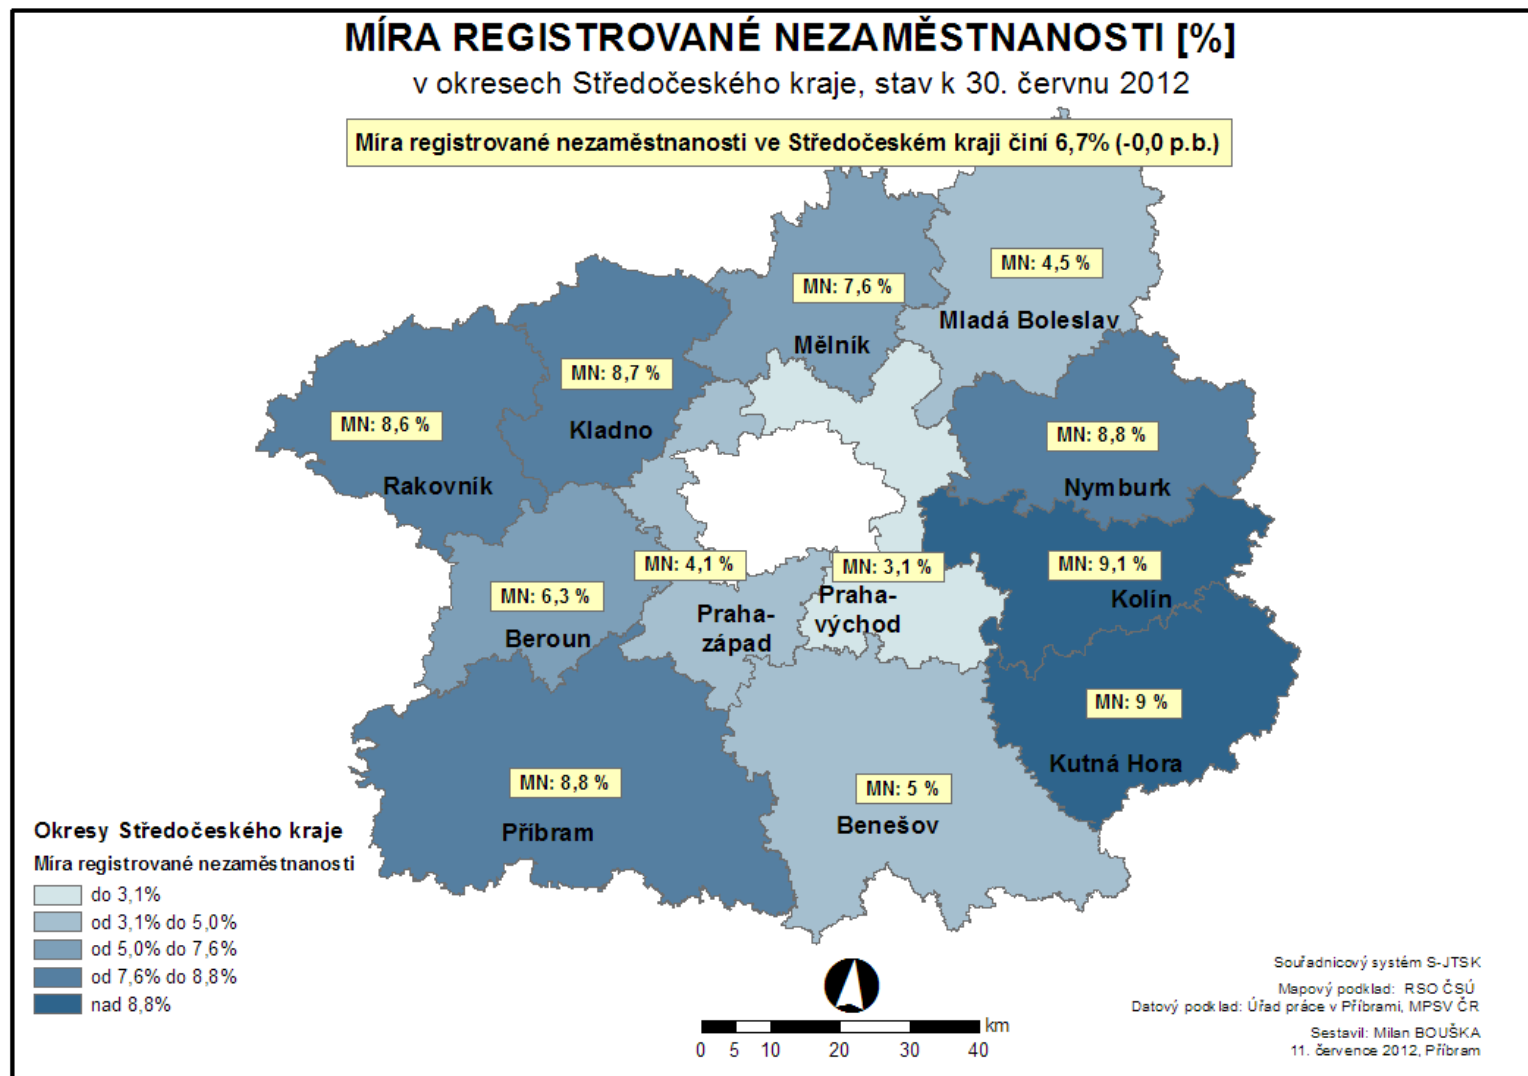 MÍRA REGISTROVANÉ NEZAMĚSTNANOSTI [%]
v okresech Středočeského kraje, stav k 30. červnu 2012
Míra registrované nezaměstnanosti ve Středočeském kraji činí 6,7% (-0,0 p.b.)
MN: 4,5 %
Mladá Boleslav
MN: 7,6 %
Mělník
MN: 8,7 %
Kladno
MN: 8,6 %
Rakovník
MN: 8,8 %
Nymburk
MN: 9,1 %
Kolín
MN: 4,1 %
Praha-
západ
MN: 3,1 %
Praha-
východ
MN: 6,3 %
Beroun
MN: 9 %
Kutná Hora
MN: 8,8 %
Příbram
MN: 5 %
Benešov
Okresy Středočeského kraje
Míra registrované nezaměstnanosti
do 3,1%
od 3,1% do 5,0%
od 5,0% do 7,6%
od 7,6% do 8,8%
nad 8,8%
km
0 5 10 20 30 40
Souřadnicový systém S-JTSK
Mapový podklad: RSO ČSÚ
Datový podklad: Úřad práce v Příbrami, MPSV ČR
Sestavil: Milan BOUŠKA
11. července 2012, Příbram